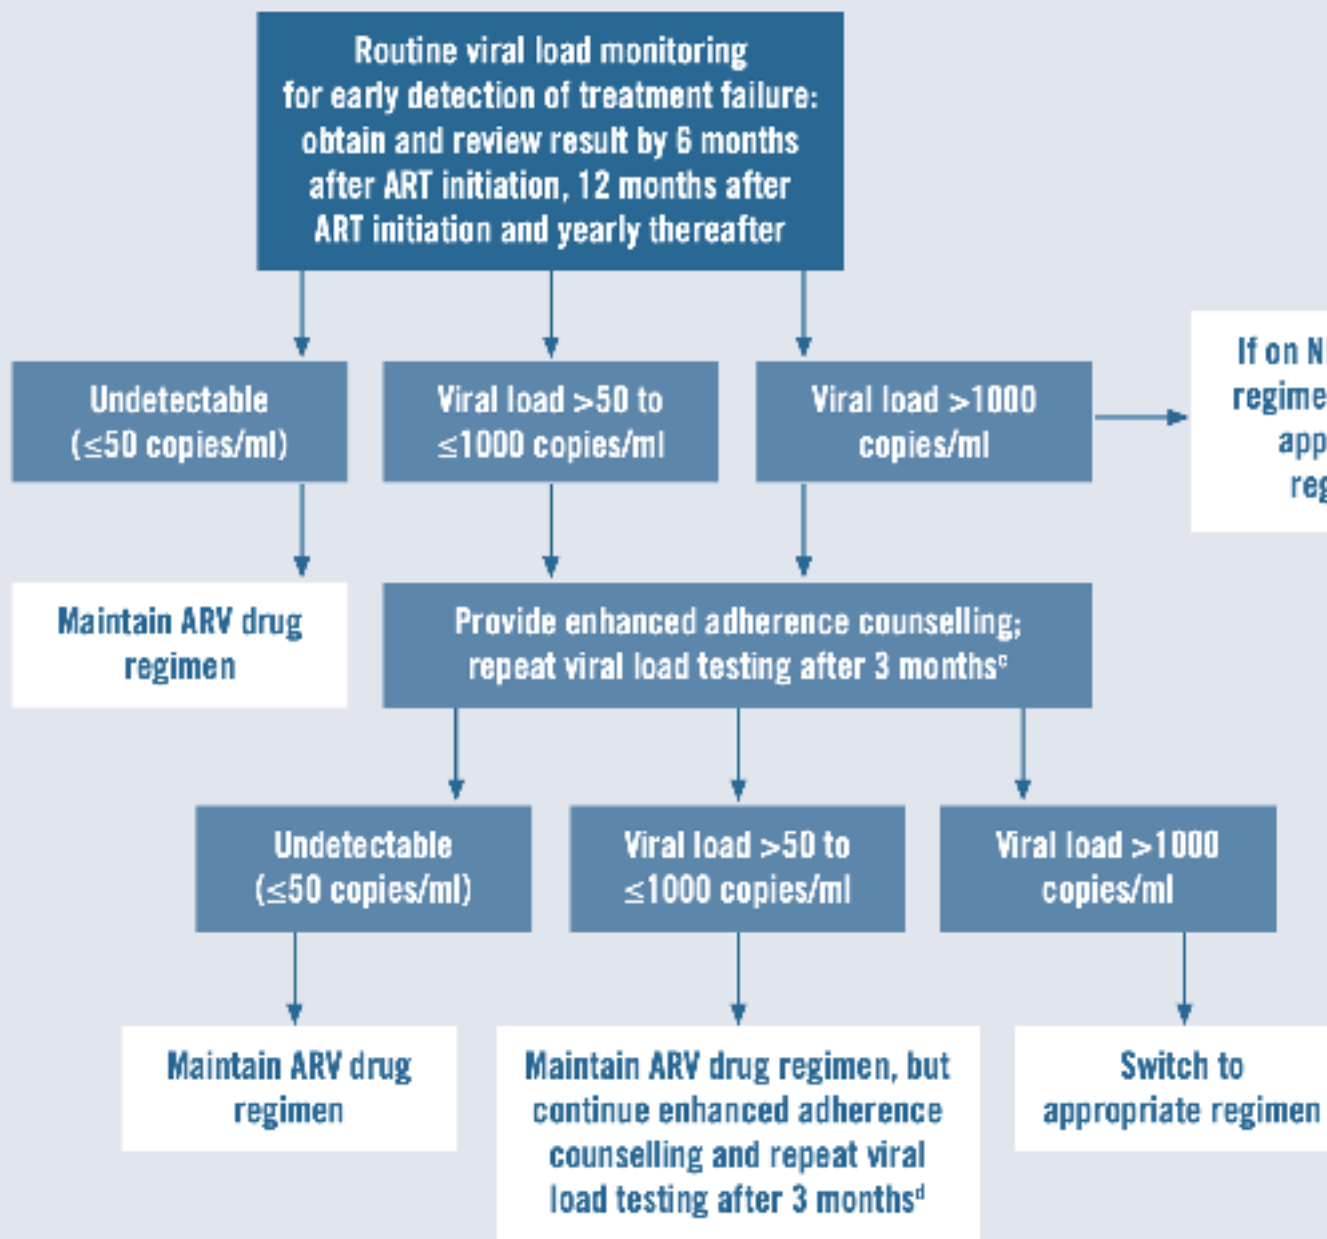 Routine viral load monitoring
for early detection of treatment failure:
obtain and review result by 6 months
after ART initiation, 12 months after
ART initiation and yearly thereafter
Undetectable
(≤50 copies/ml)
Viral load >50 to
≤1000 copies/ml
Viral load >1000
copies/ml
If on
Maintain ARV drug
regimen
Provide enhanced adherence counselling;
repeat viral load testing after 3 monthsᶜ
Undetectable
(≤50 copies/ml)
Viral load >50 to
≤1000 copies/ml
Viral load >1000
copies/ml
Maintain ARV drug
regimen
Maintain ARV drug regimen, but
continue enhanced adherence
counselling and repeat viral
load testing after 3 monthsᵈ
Switch to
appropriate regimen